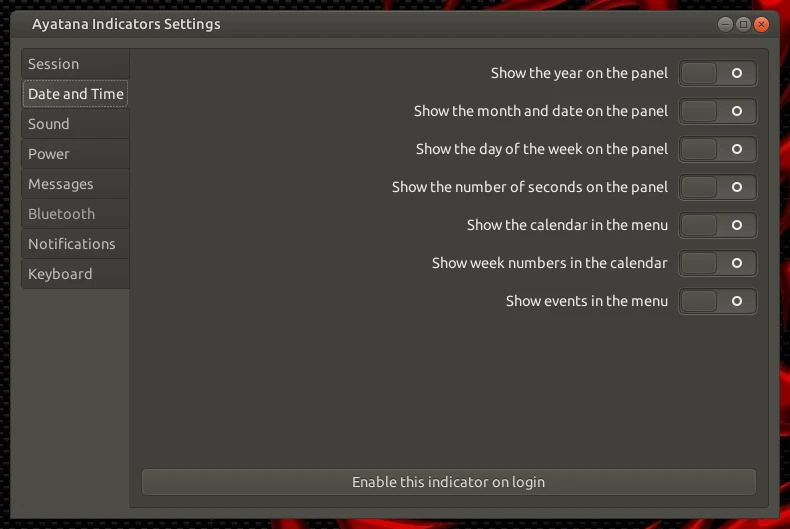 Ayatana Indicators Settings
Session
Date and Time
Sound
Power
Messages
Bluetooth
Notifications
Keyboard
Show the year on the panel
Show the month and date on the panel
Show the day of the week on the panel
Show the number of seconds on the panel
Show the calendar in the menu
Show week numbers in the calendar
Show events in the menu
Enable this indicator on login